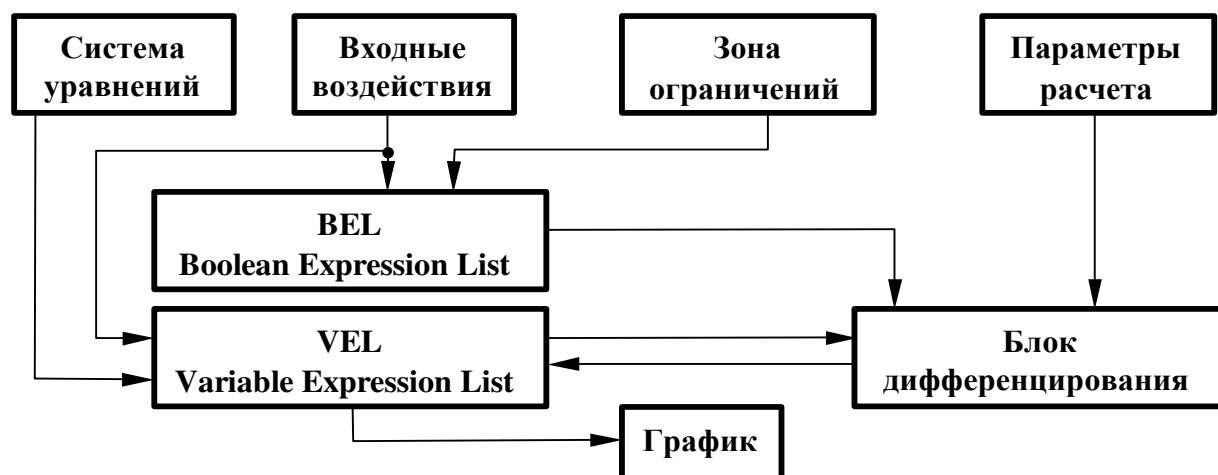 Система
уравнений
Входные
воздействия
Зона
ограничений
Параметры
расчета
BEL
Boolean Expression List
VEL
Variable Expression List
Блок
дифференцирования
График